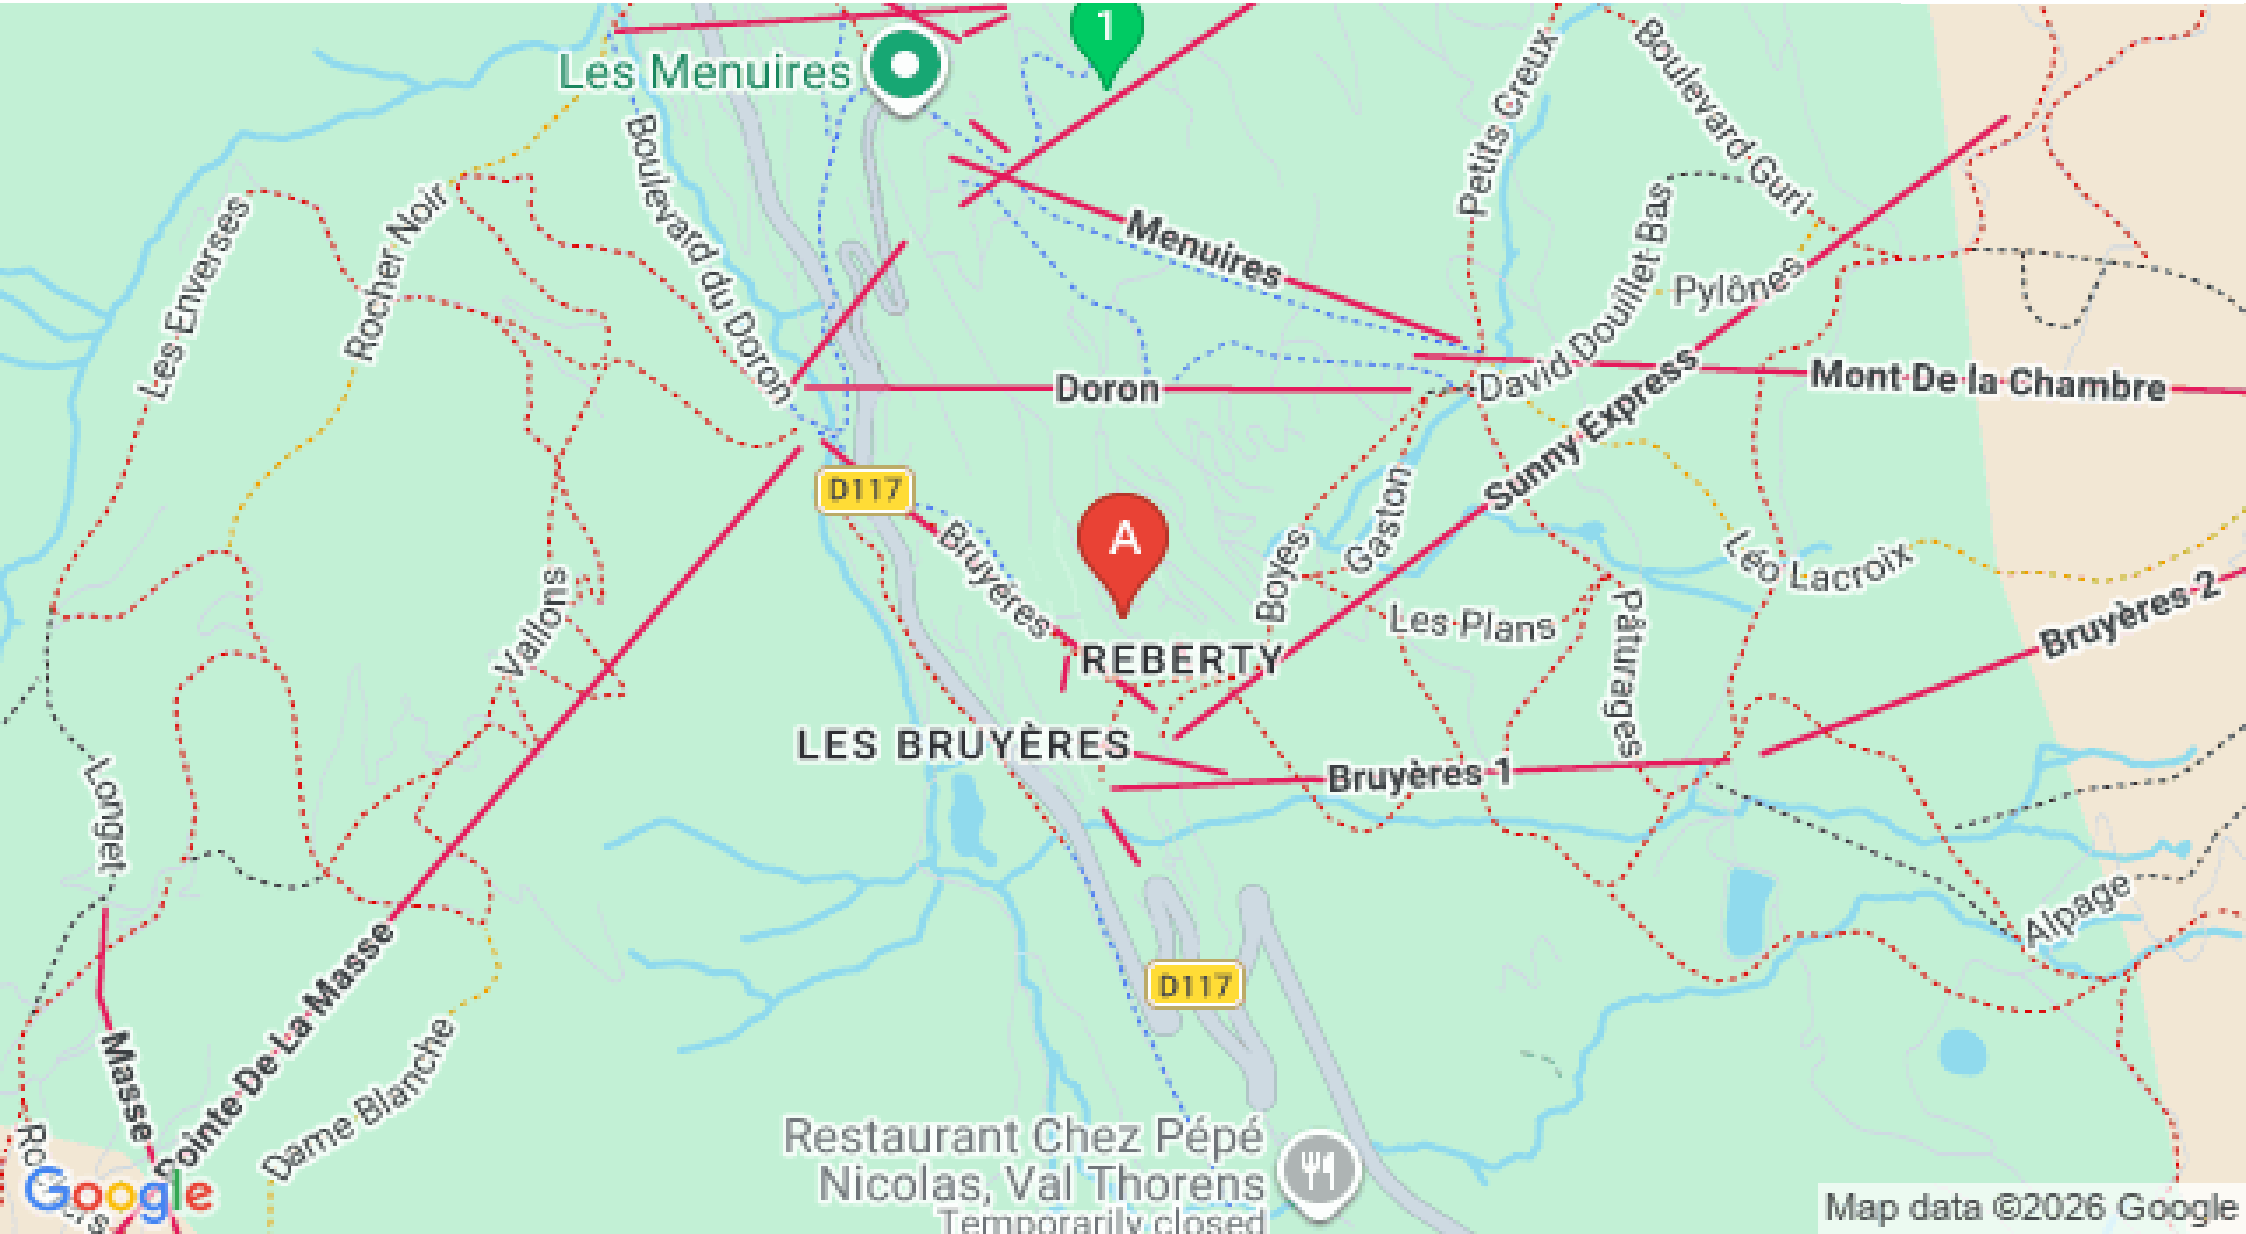 1
Les Menuires
Petits Creux
Boulevard Guri
Boulevard du Doron
Les Enverses
Rocher Noir
Menuires
David Douillet Bas
Pylônes
Doron
Mont De la Chambre
Sunny Express
D117
A
Bruyères
Gaston
Boyes
Les Plans
Léo Lacroix
Pâturages
Bruyères 2
Vallons
REBERTY
LES BRUYÈRES
Bruyères 1
Longet
Alpage
D117
Pointe De La Masse
Masse
Dame Blanche
Restaurant Chez Pépé
Nicolas, Val Thorens
Temporarily closed
Google
Map data ©2026 Google